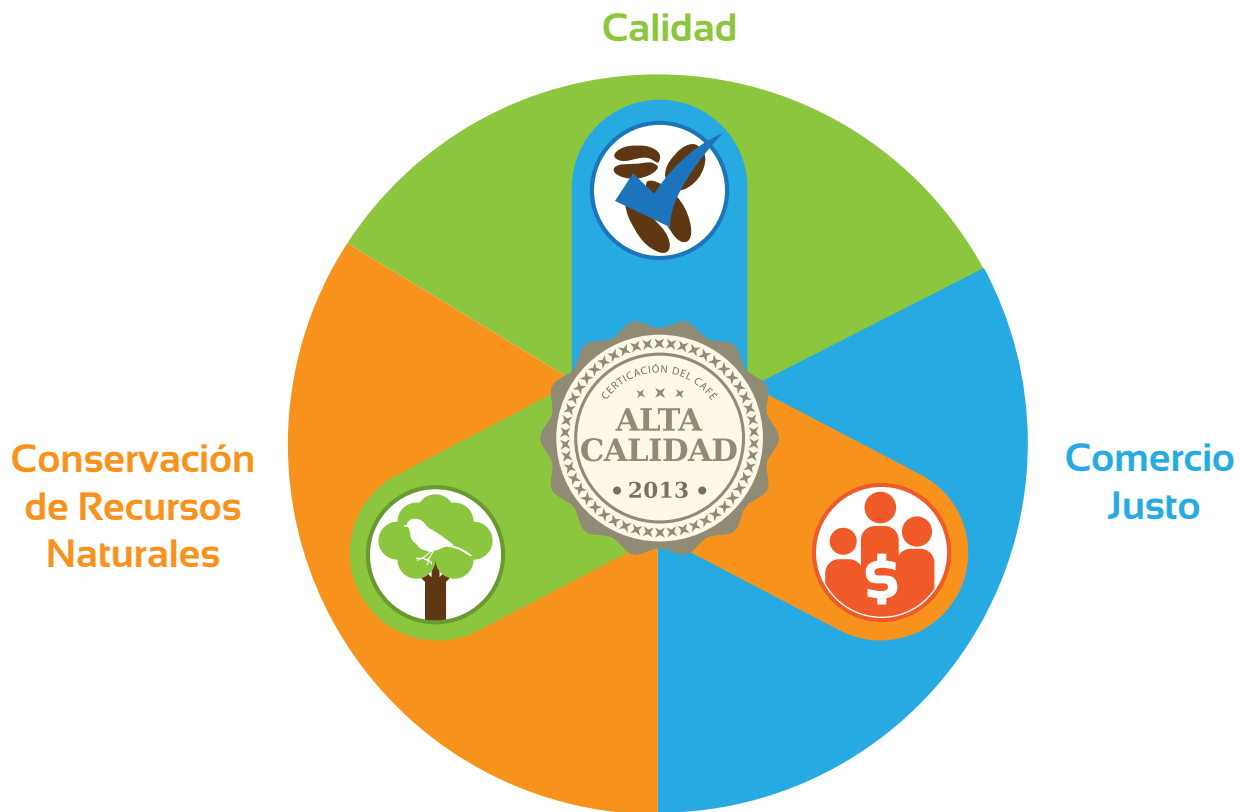 Calidad
CERTICACIÓN DEL CAFÉ
ALTA
CALIDAD
• 2013 •
Conservación
de Recursos
Naturales
Comercio
Justo
$